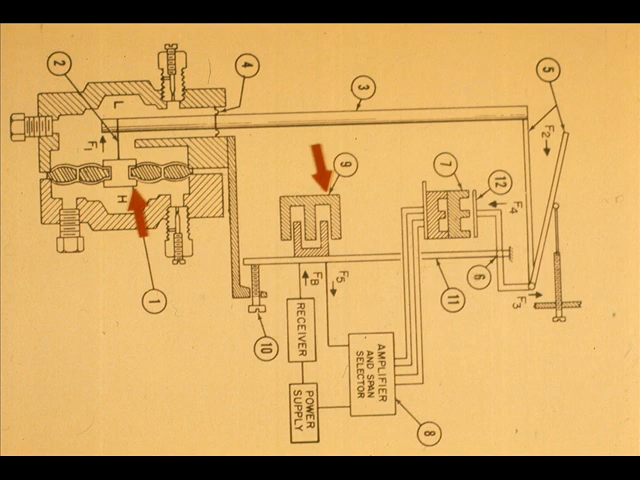 5
F2
F3
F4
12
6
7
11
8
AMPLIFIER
AND SPAN
SELECTOR
3
9
F5
FB
RECEIVER
POWER
SUPPLY
10
4
1
L
H
F1
2